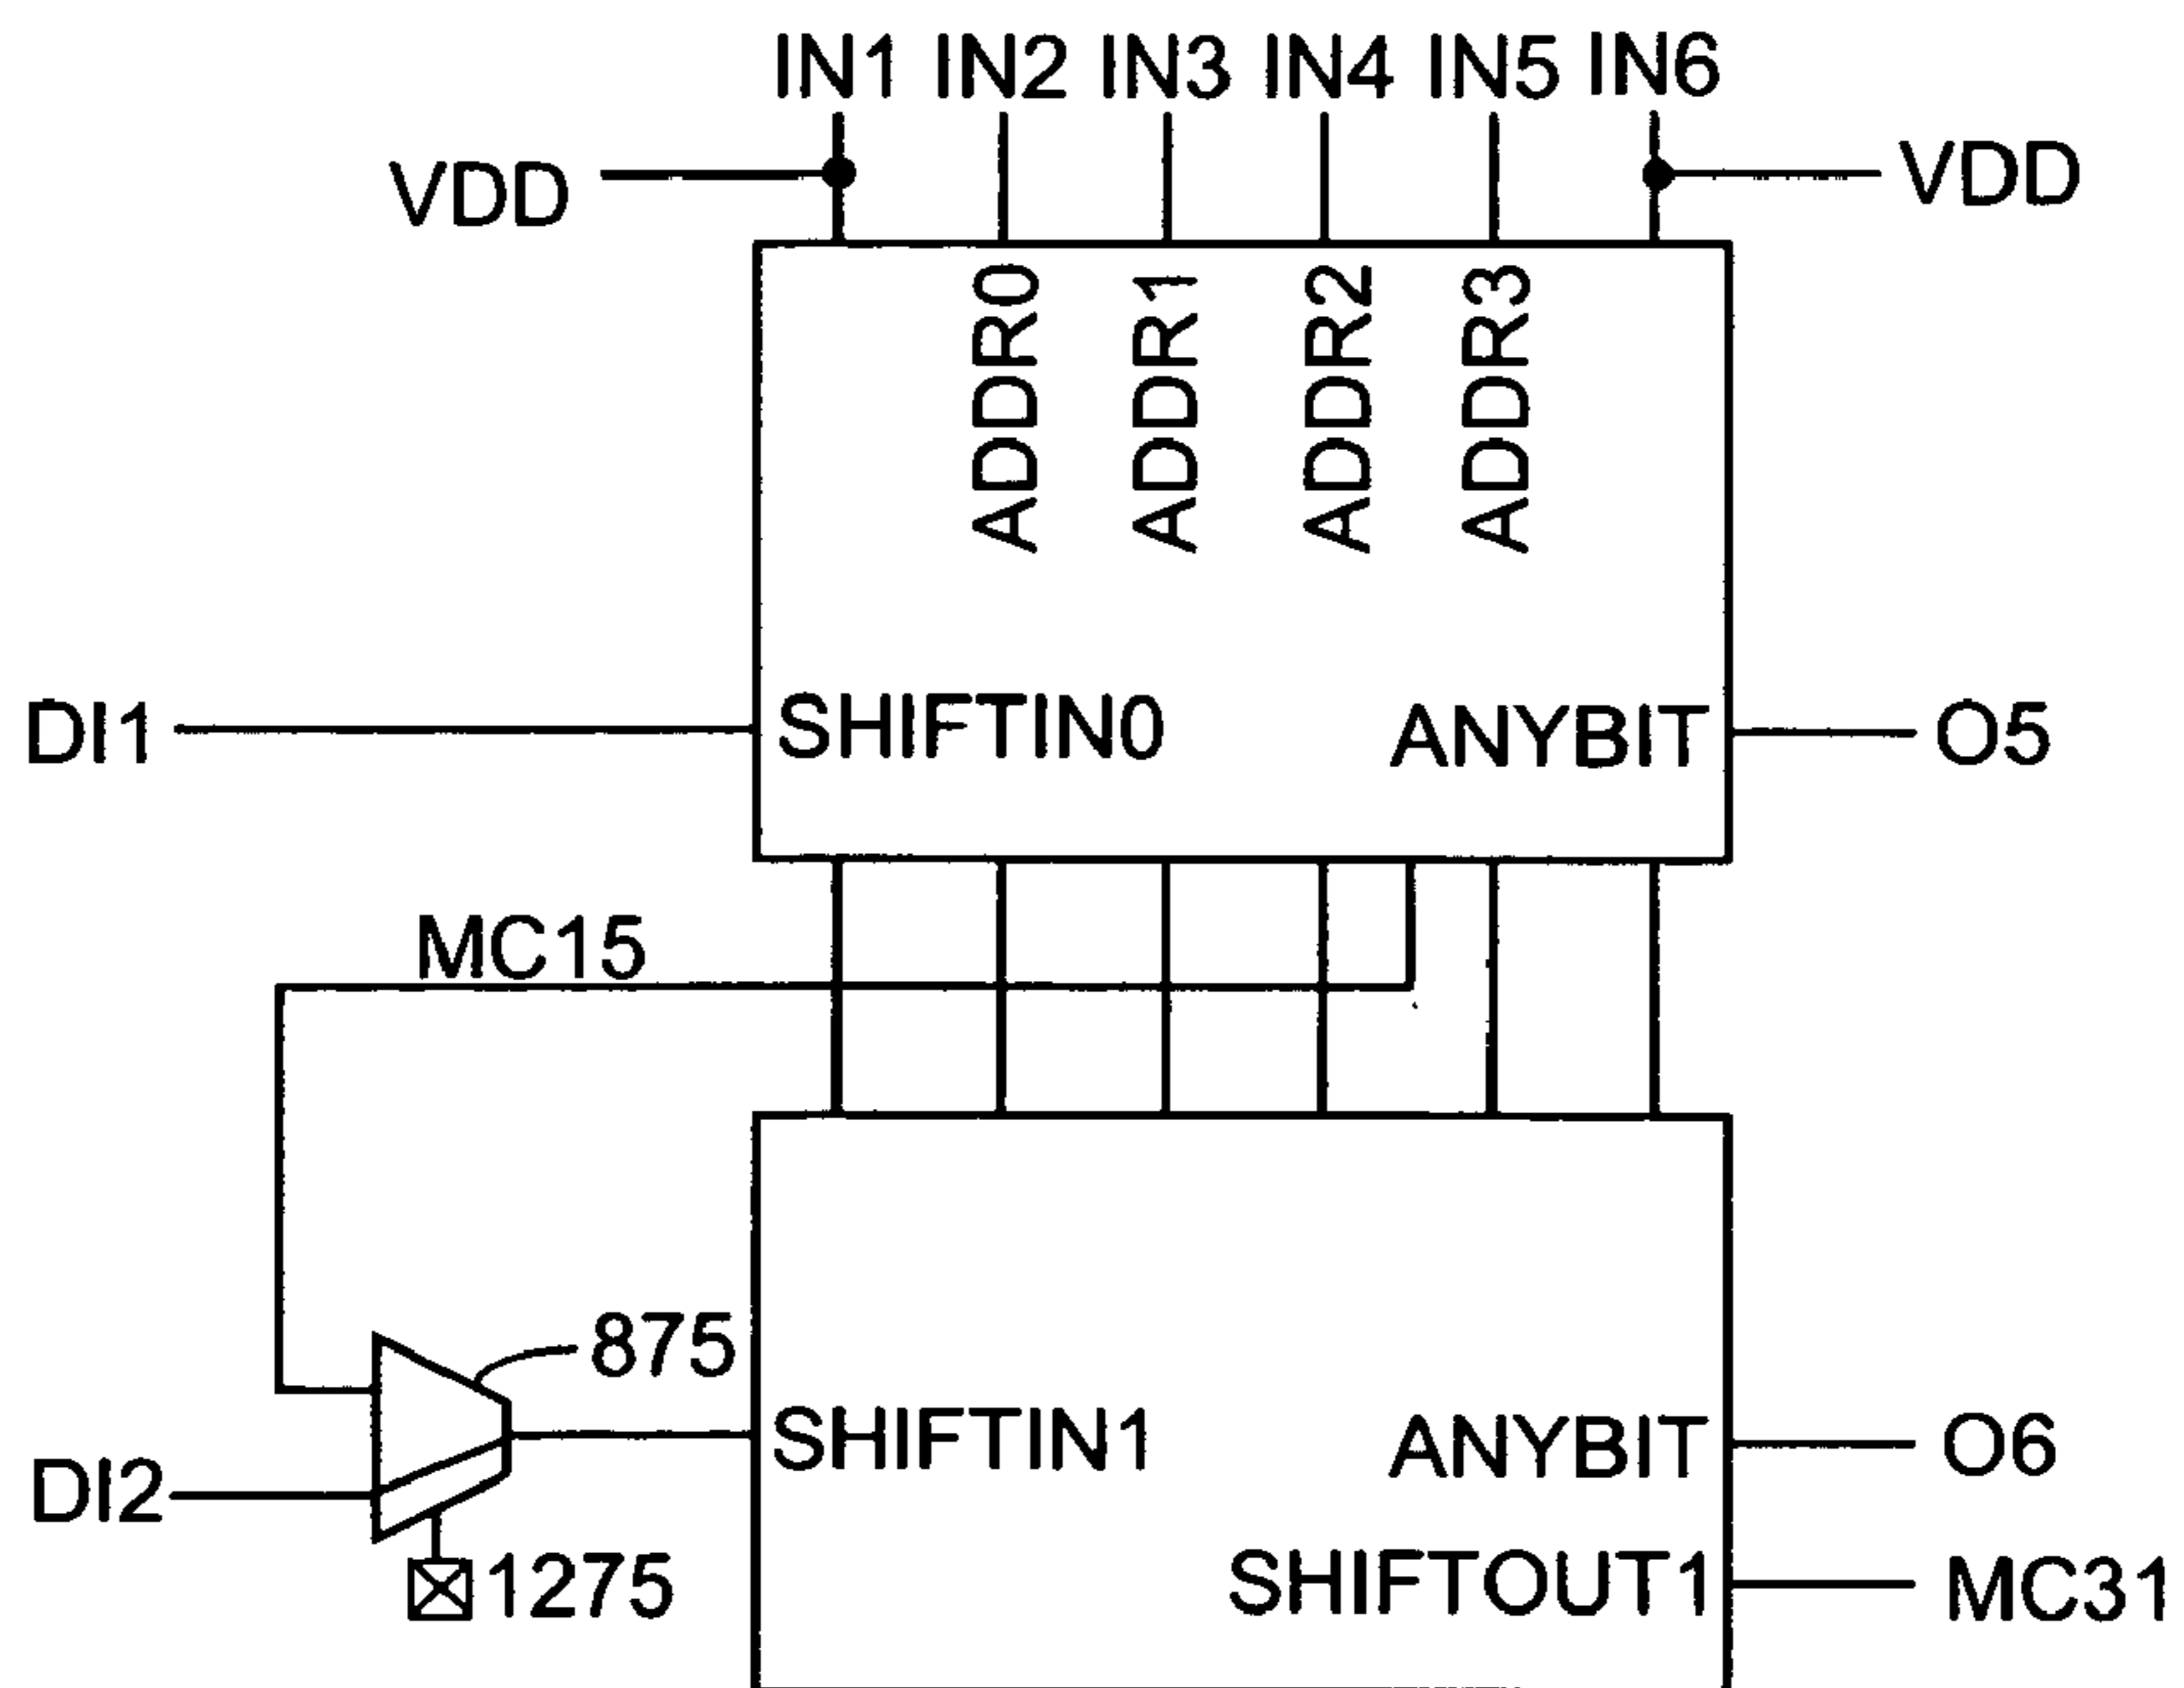 IN1 IN2 IN3 IN4 IN5 IN6
VDD VDD
ADDR0
ADDR1
ADDR2
ADDR3
DI1 SHIFTIN0 ANYBIT O5
MC15
875
SHIFTIN1 ANYBIT O6
DI2
1275
SHIFTOUT1 MC31